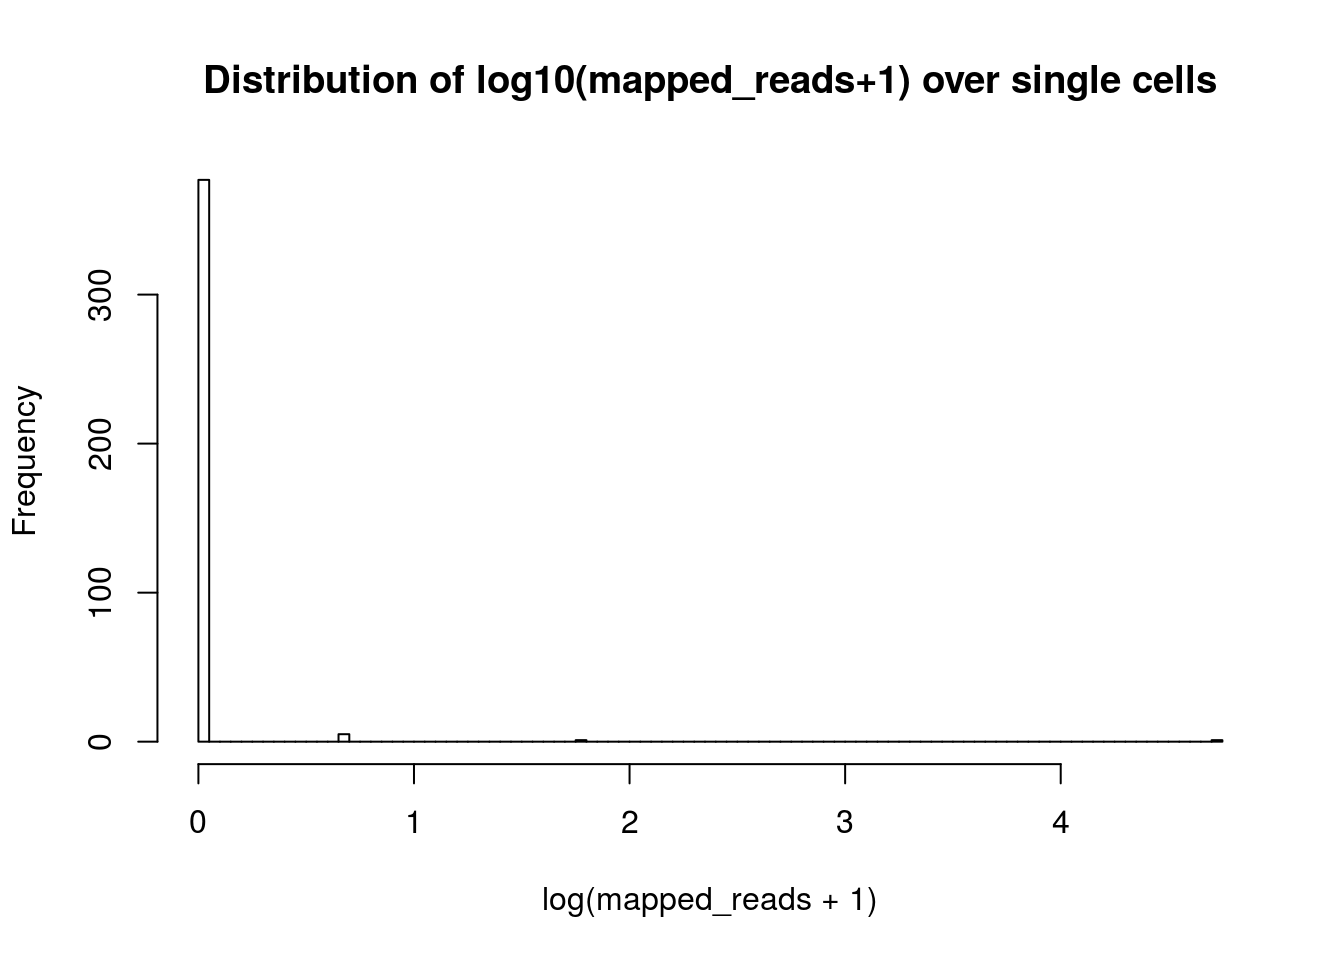 Distribution of log10(mapped_reads+1) over single cells
Frequency
300
200
100
0
0 1 2 3 4
log(mapped_reads + 1)